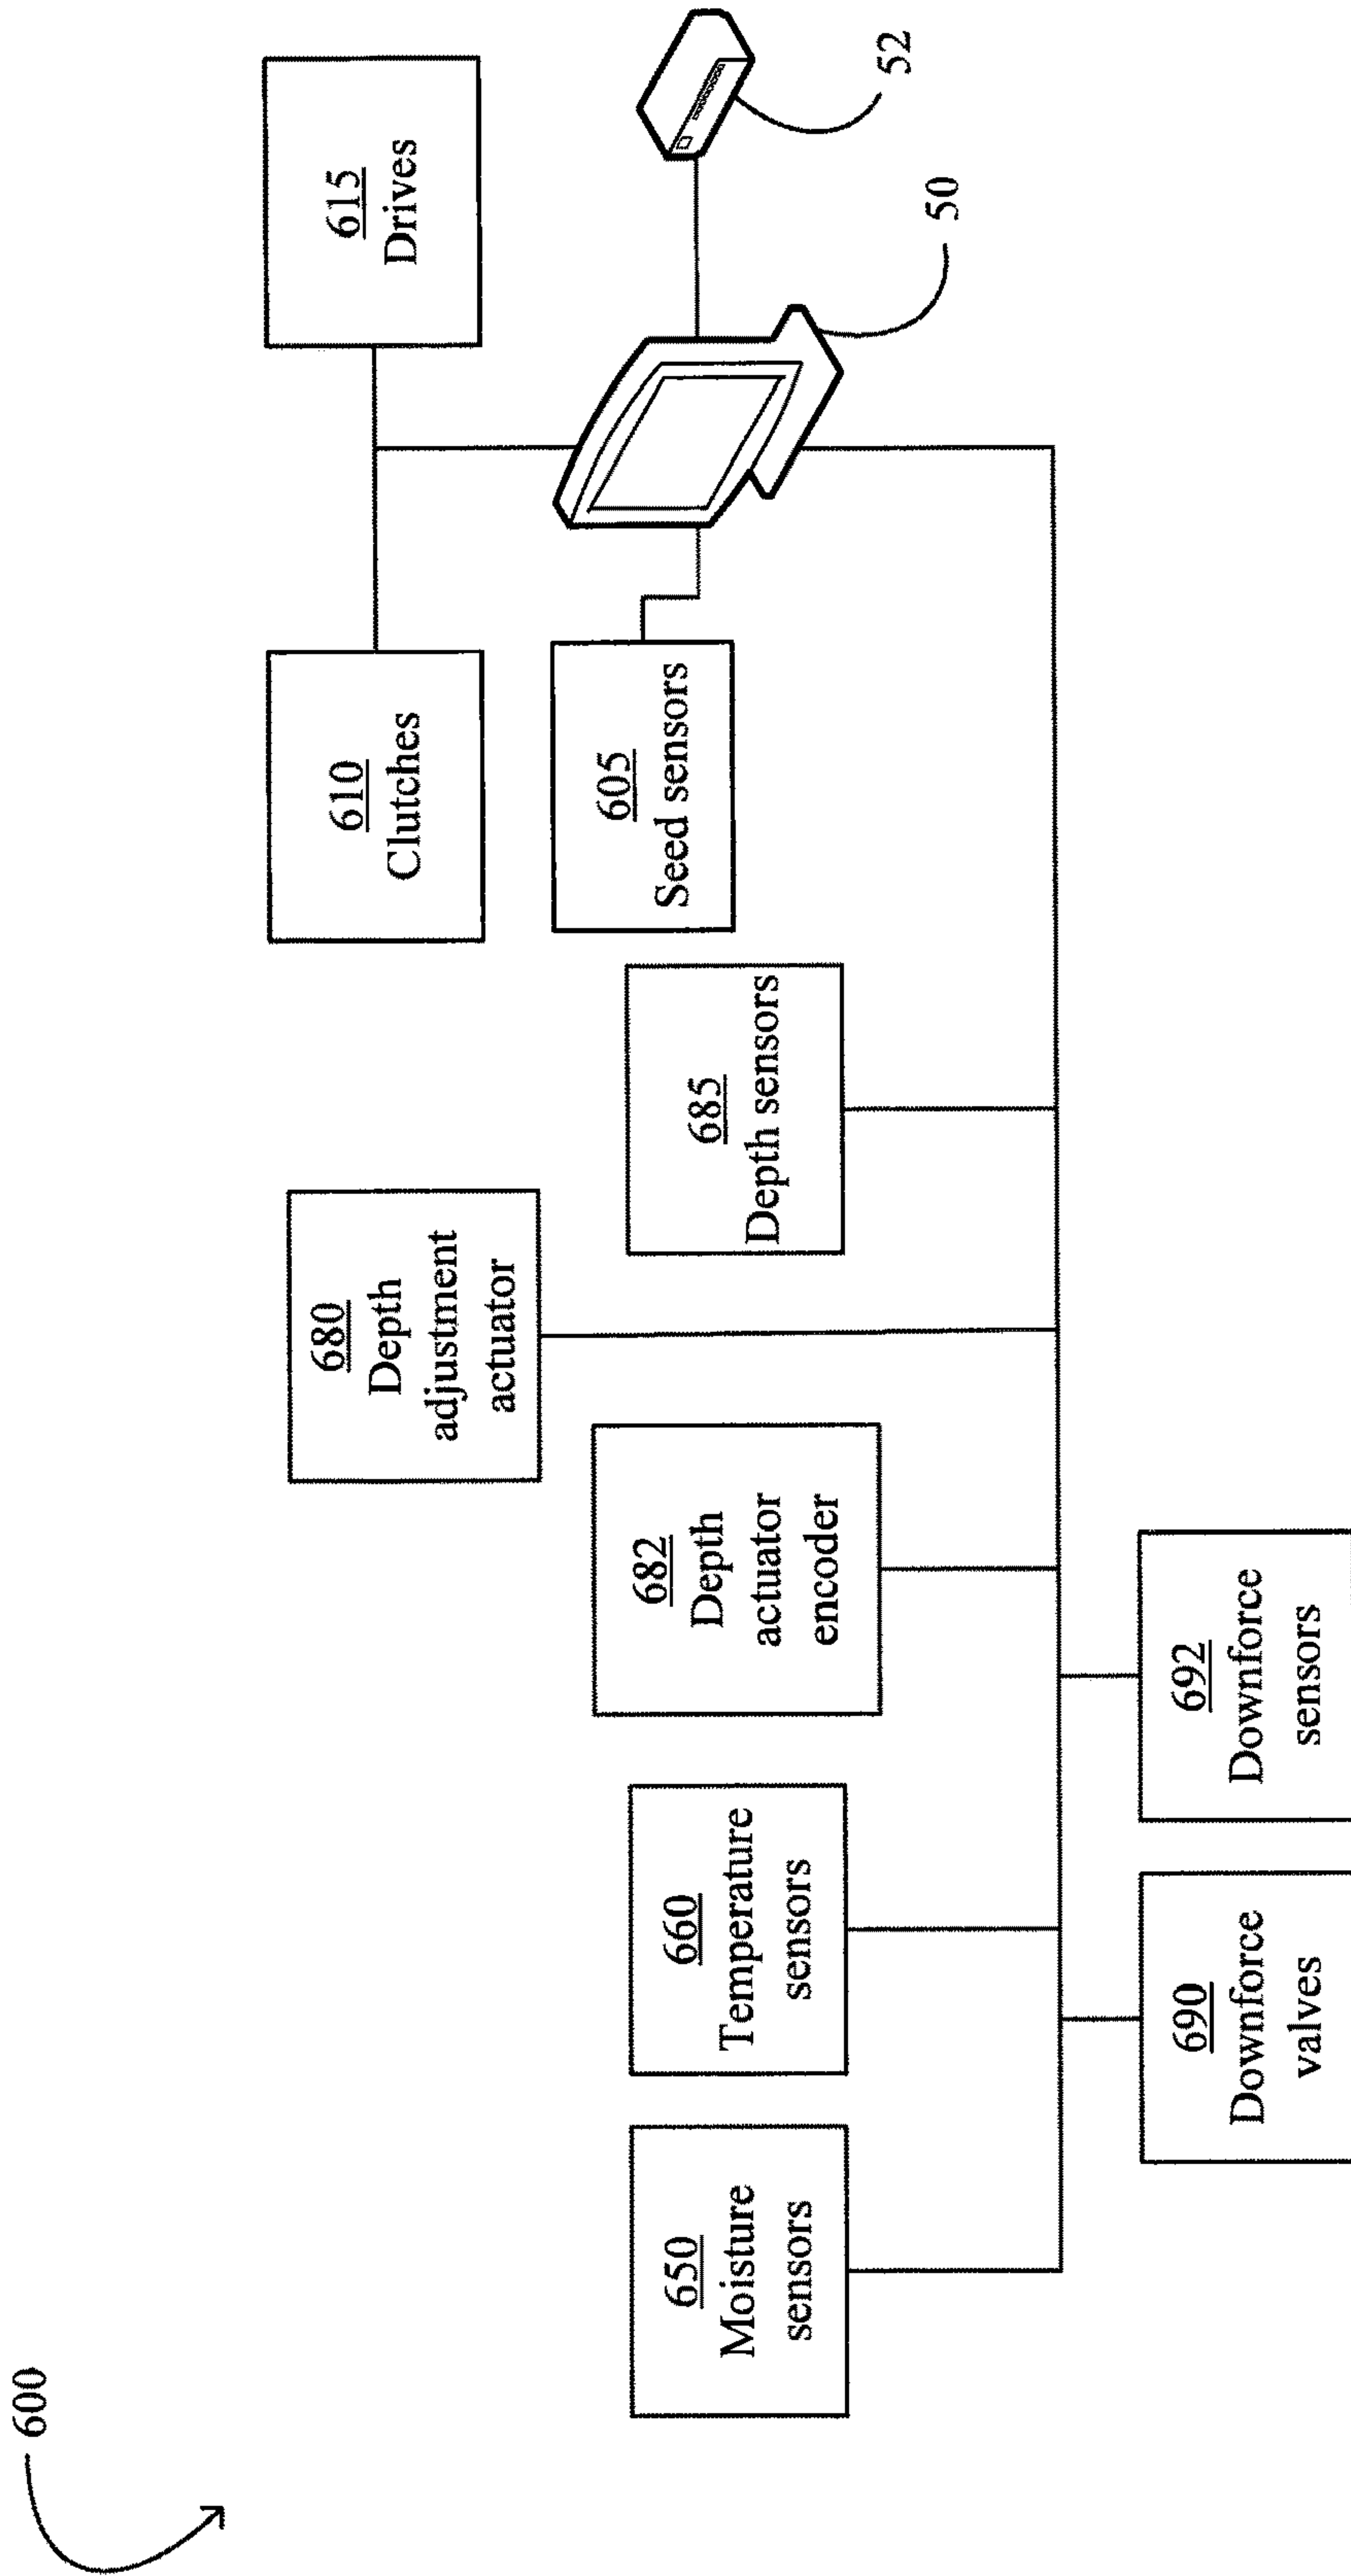 600
615
Drives
52
610
Clutches
50
605
Seed sensors
680
Depth
adjustment
actuator
685
Depth sensors
682
Depth
actuator
encoder
660
Temperature
sensors
650
Moisture
sensors
690
Downforce
valves
692
Downforce
sensors